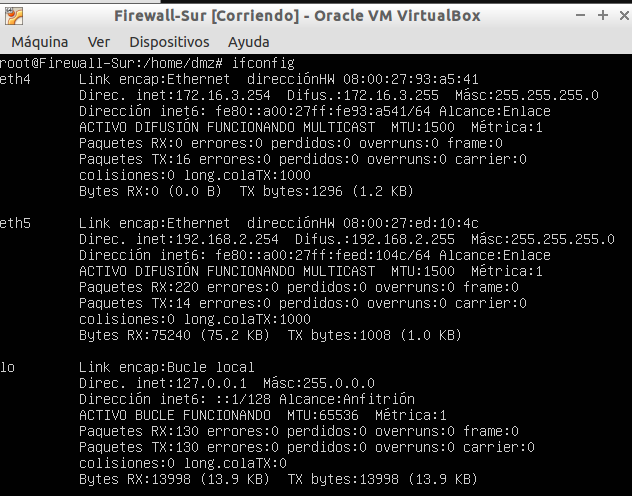 Firewall-Sur [Corriendo] - Oracle VM VirtualBox
Máquina Ver Dispositivos Ayuda
root@Firewall-Sur:/home/dmz# ifconfig
eth4 Link encap:Ethernet direcciónHW 08:00:27:93:a5:41
Direc. inet:172.16.3.254 Difus.:172.16.3.255 Másc:255.255.255.0
Dirección inet6: fe80::a00:27ff:fe93:a541/64 Alcance:Enlace
ACTIVO DIFUSIÓN FUNCIONANDO MULTICAST MTU:1500 Métrica:1
Paquetes RX:0 errores:0 perdidos:0 overruns:0 frame:0
Paquetes TX:16 errores:0 perdidos:0 overruns:0 carrier:0
colisiones:0 long.colaTX:1000
Bytes RX:0 (0.0 B) TX bytes:1296 (1.2 KB)
eth5 Link encap:Ethernet direcciónHW 08:00:27:ed:10:4c
Direc. inet:192.168.2.254 Difus.:192.168.2.255 Másc:255.255.255.0
Dirección inet6: fe80::a00:27ff:feed:104c/64 Alcance:Enlace
ACTIVO DIFUSIÓN FUNCIONANDO MULTICAST MTU:1500 Métrica:1
Paquetes RX:220 errores:0 perdidos:0 overruns:0 frame:0
Paquetes TX:14 errores:0 perdidos:0 overruns:0 carrier:0
colisiones:0 long.colaTX:1000
Bytes RX:75240 (75.2 KB) TX bytes:1008 (1.0 KB)
lo Link encap:Bucle local
Direc. inet:127.0.0.1 Másc:255.0.0.0
Dirección inet6: ::1/128 Alcance:Anfitrión
ACTIVO BUCLE FUNCIONANDO MTU:65536 Métrica:1
Paquetes RX:130 errores:0 perdidos:0 overruns:0 frame:0
Paquetes TX:130 errores:0 perdidos:0 overruns:0 carrier:0
colisiones:0 long.colaTX:0
Bytes RX:13998 (13.9 KB) TX bytes:13998 (13.9 KB)